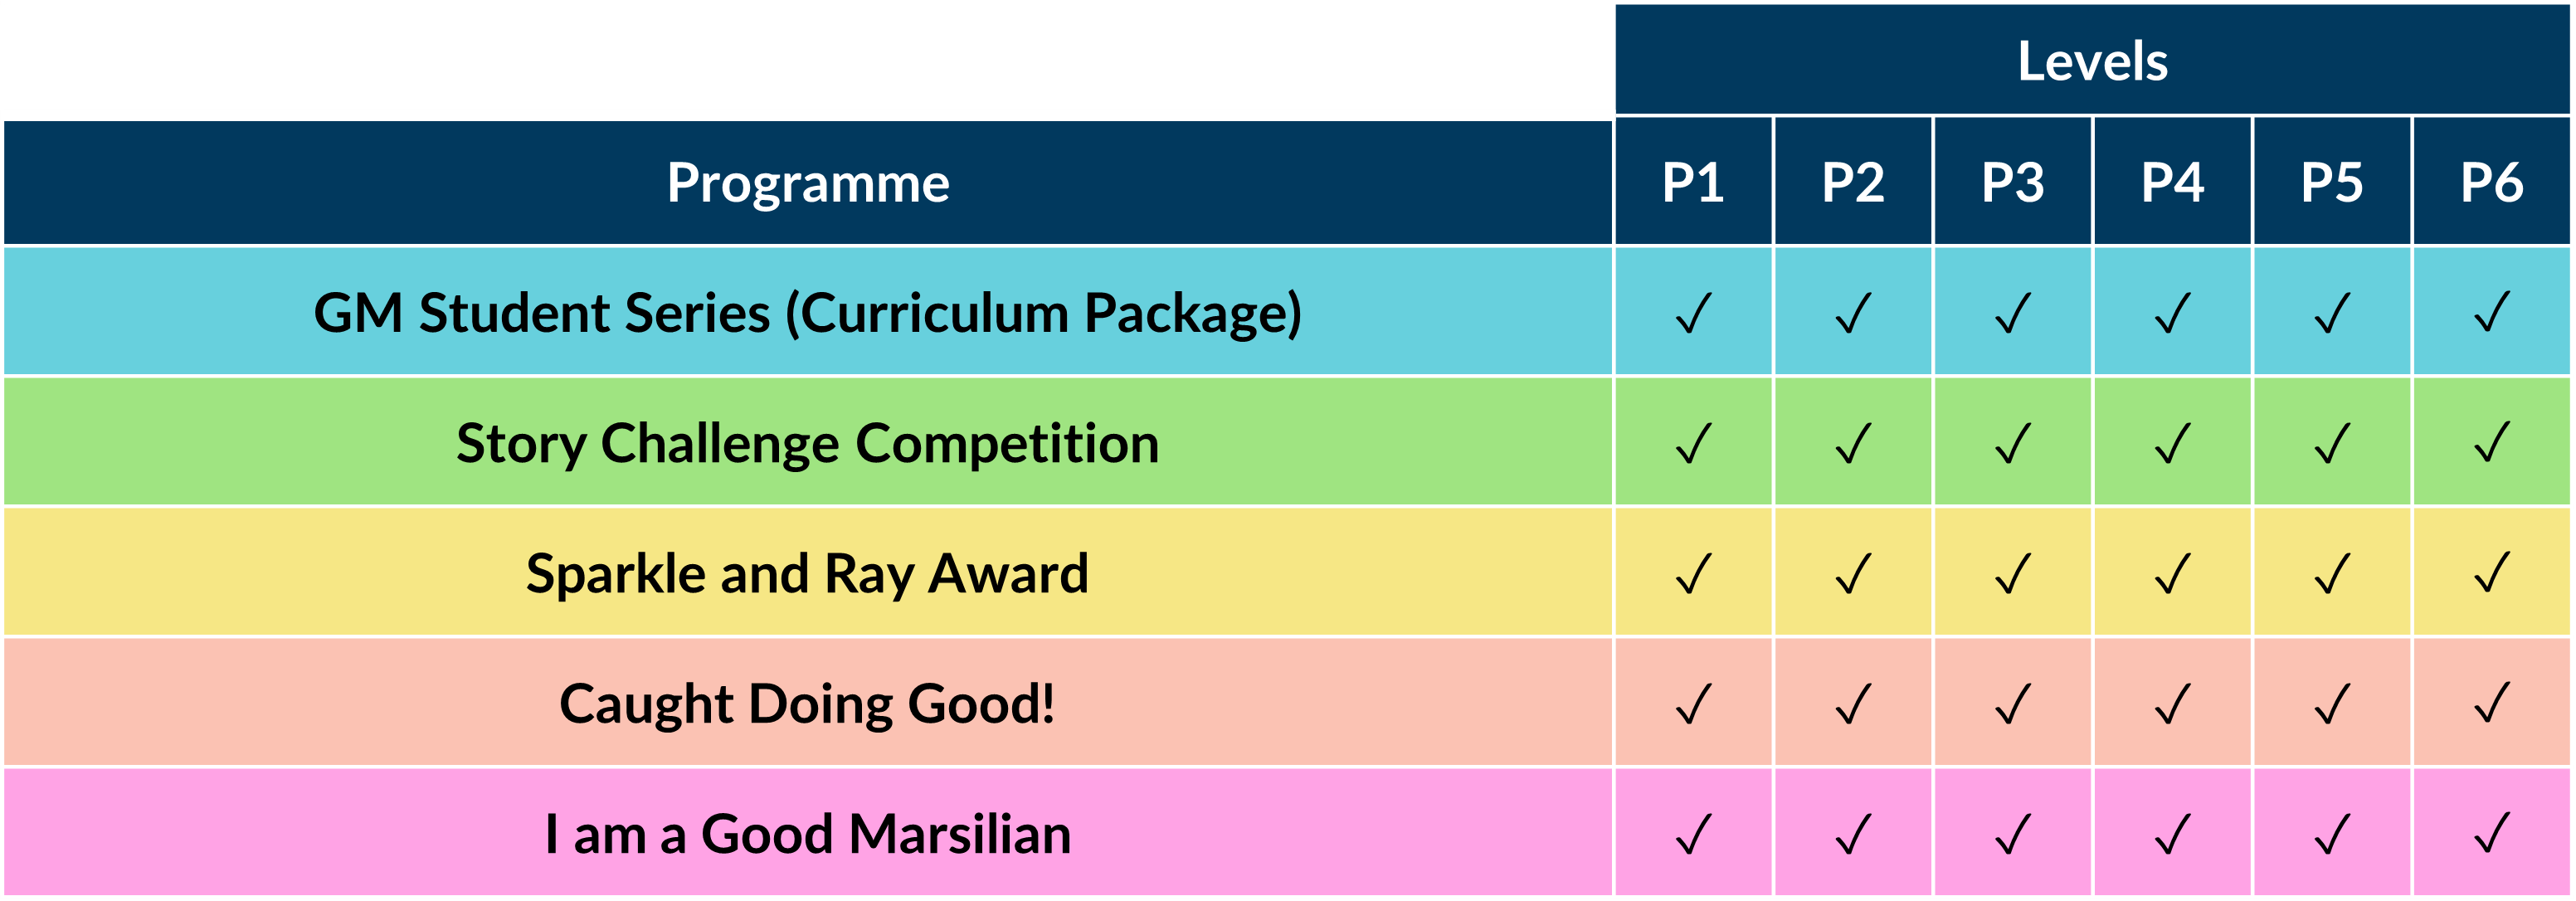 Levels
Programme P1 P2 P3 P4 P5 P6
GM Student Series (Curriculum Package) ✓ ✓ ✓ ✓ ✓ ✓
Story Challenge Competition ✓ ✓ ✓ ✓ ✓ ✓
Sparkle and Ray Award ✓ ✓ ✓ ✓ ✓ ✓
Caught Doing Good! ✓ ✓ ✓ ✓ ✓ ✓
I am a Good Marsilian ✓ ✓ ✓ ✓ ✓ ✓